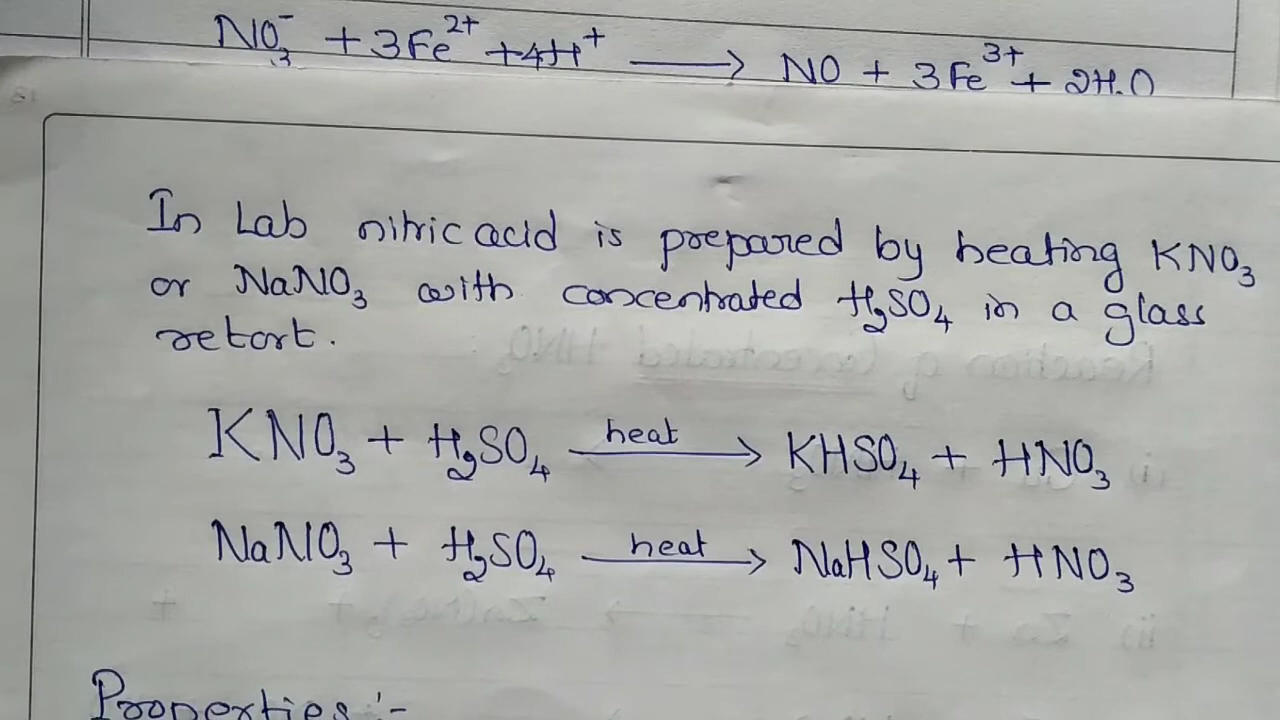 NO₃⁻ + 3Fe²⁺ + 4H⁺ ⟶ NO + 3Fe³⁺ + 2H₂O
In Lab nitric acid is prepared by heating KNO₃
or NaNO₃ with concentrated H₂SO₄ in a glass
retort.
KNO₃ + H₂SO₄ —heat→ KHSO₄ + HNO₃
NaNO₃ + H₂SO₄ —heat→ NaHSO₄ + HNO₃
Properties :-